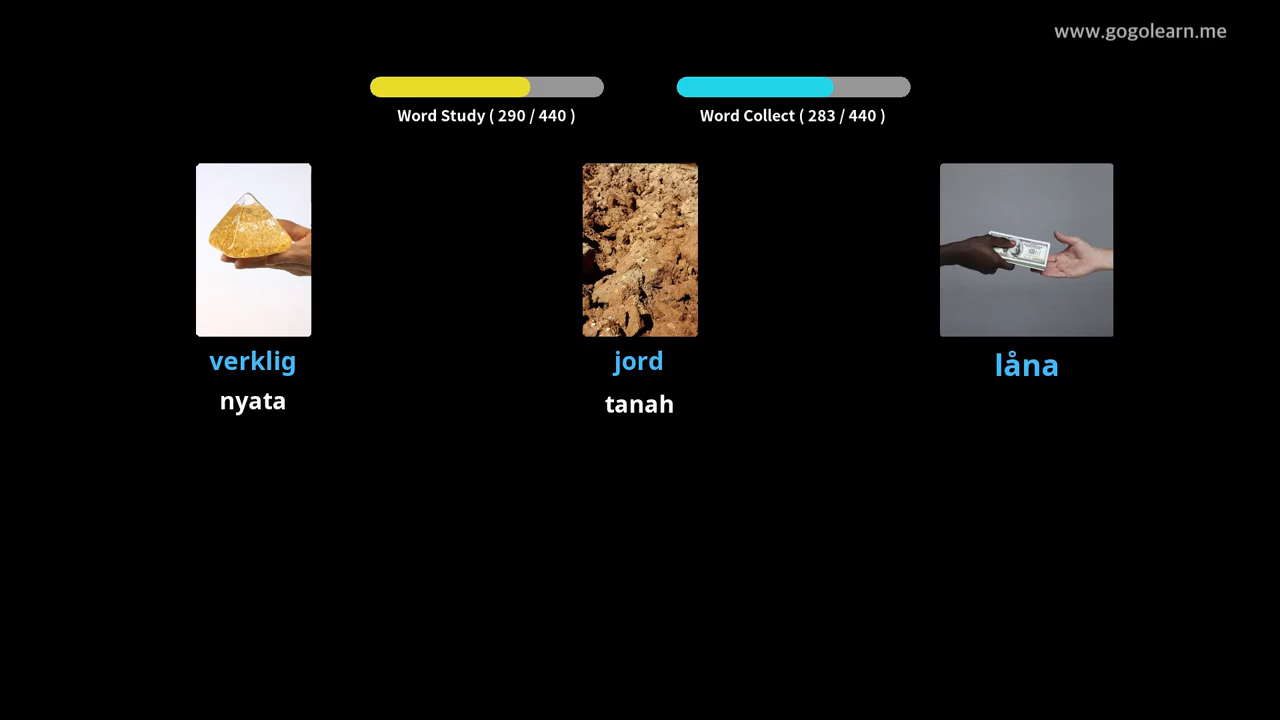 www.gogolearn.me
Word Study ( 290 / 440 )
Word Collect ( 283 / 440 )
verklig
jord
låna
nyata
tanah